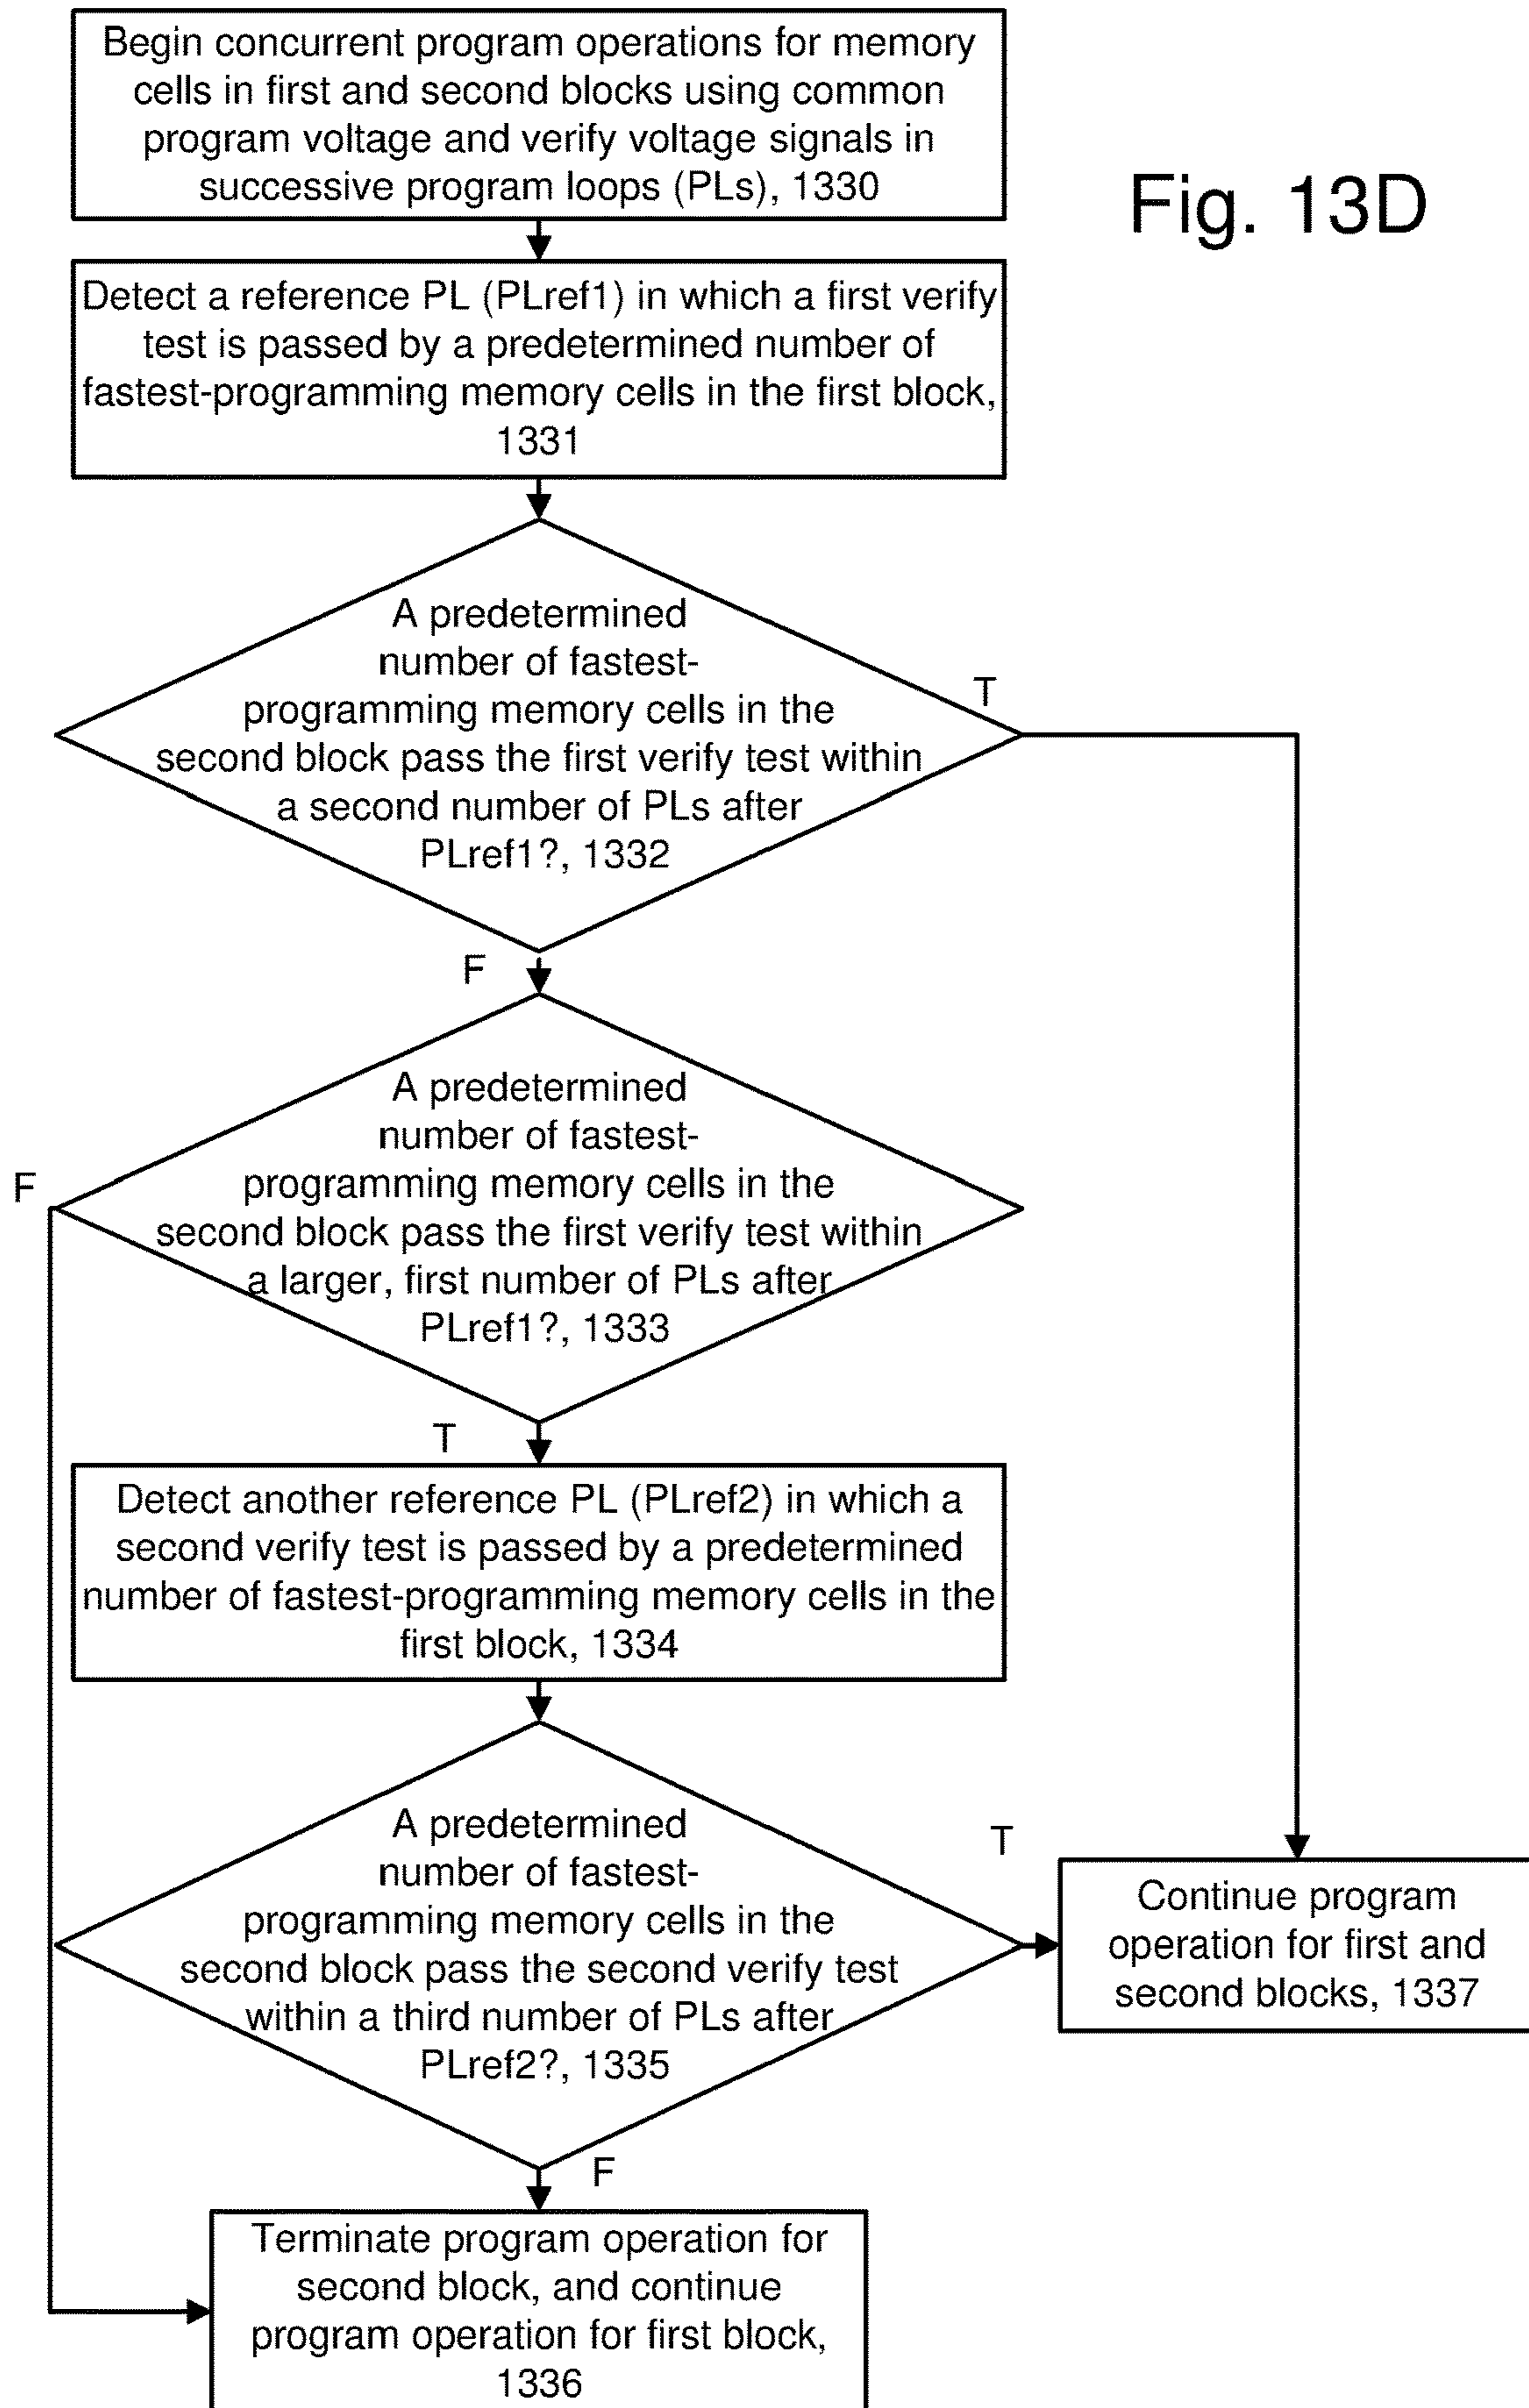 Begin concurrent program operations for memory
cells in first and second blocks using common
program voltage and verify voltage signals in
successive program loops (PLs), 1330
Fig. 13D
Detect a reference PL (PLref1) in which a first verify
test is passed by a predetermined number of
fastest-programming memory cells in the first block,
1331
A predetermined
number of fastest-
programming memory cells in the
second block pass the first verify test within
a second number of PLs after
PLref1?, 1332
T
F
A predetermined
number of fastest-
programming memory cells in the
second block pass the first verify test within
a larger, first number of PLs after
PLref1?, 1333
F
T
Detect another reference PL (PLref2) in which a
second verify test is passed by a predetermined
number of fastest-programming memory cells in the
first block, 1334
A predetermined
number of fastest-
programming memory cells in the
second block pass the second verify test
within a third number of PLs after
PLref2?, 1335
T
Continue program
operation for first and
second blocks, 1337
F
Terminate program operation for
second block, and continue
program operation for first block,
1336